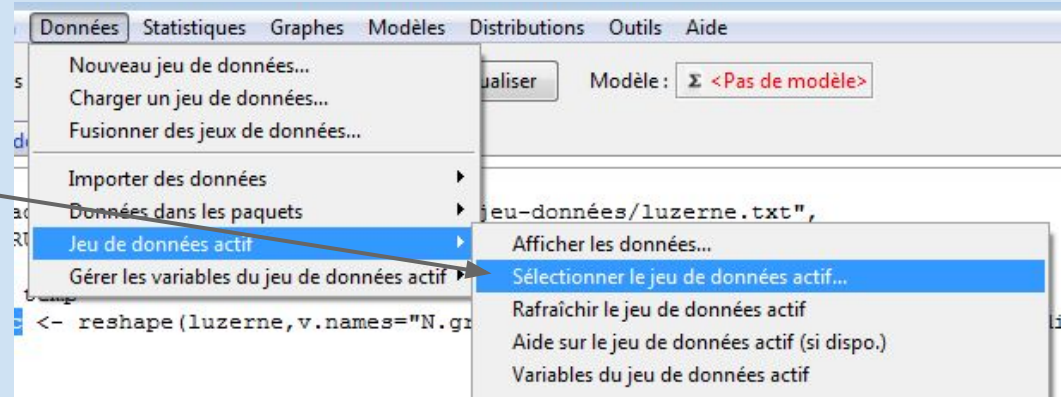 Données Statistiques Graphes Modèles Distributions Outils Aide
Nouveau jeu de données...
ualiser Modèle : Σ <Pas de modèle>
Charger un jeu de données...
Fusionner des jeux de données...
Importer des données
Données dans les paquets
jeu-données/luzerne.txt",
Jeu de données actif
Afficher les données...
Gérer les variables du jeu de données actif
Sélectionner le jeu de données actif...
<- reshape(luzerne,v.names="N.gr
Rafraîchir le jeu de données actif
Aide sur le jeu de données actif (si dispo.)
Variables du jeu de données actif